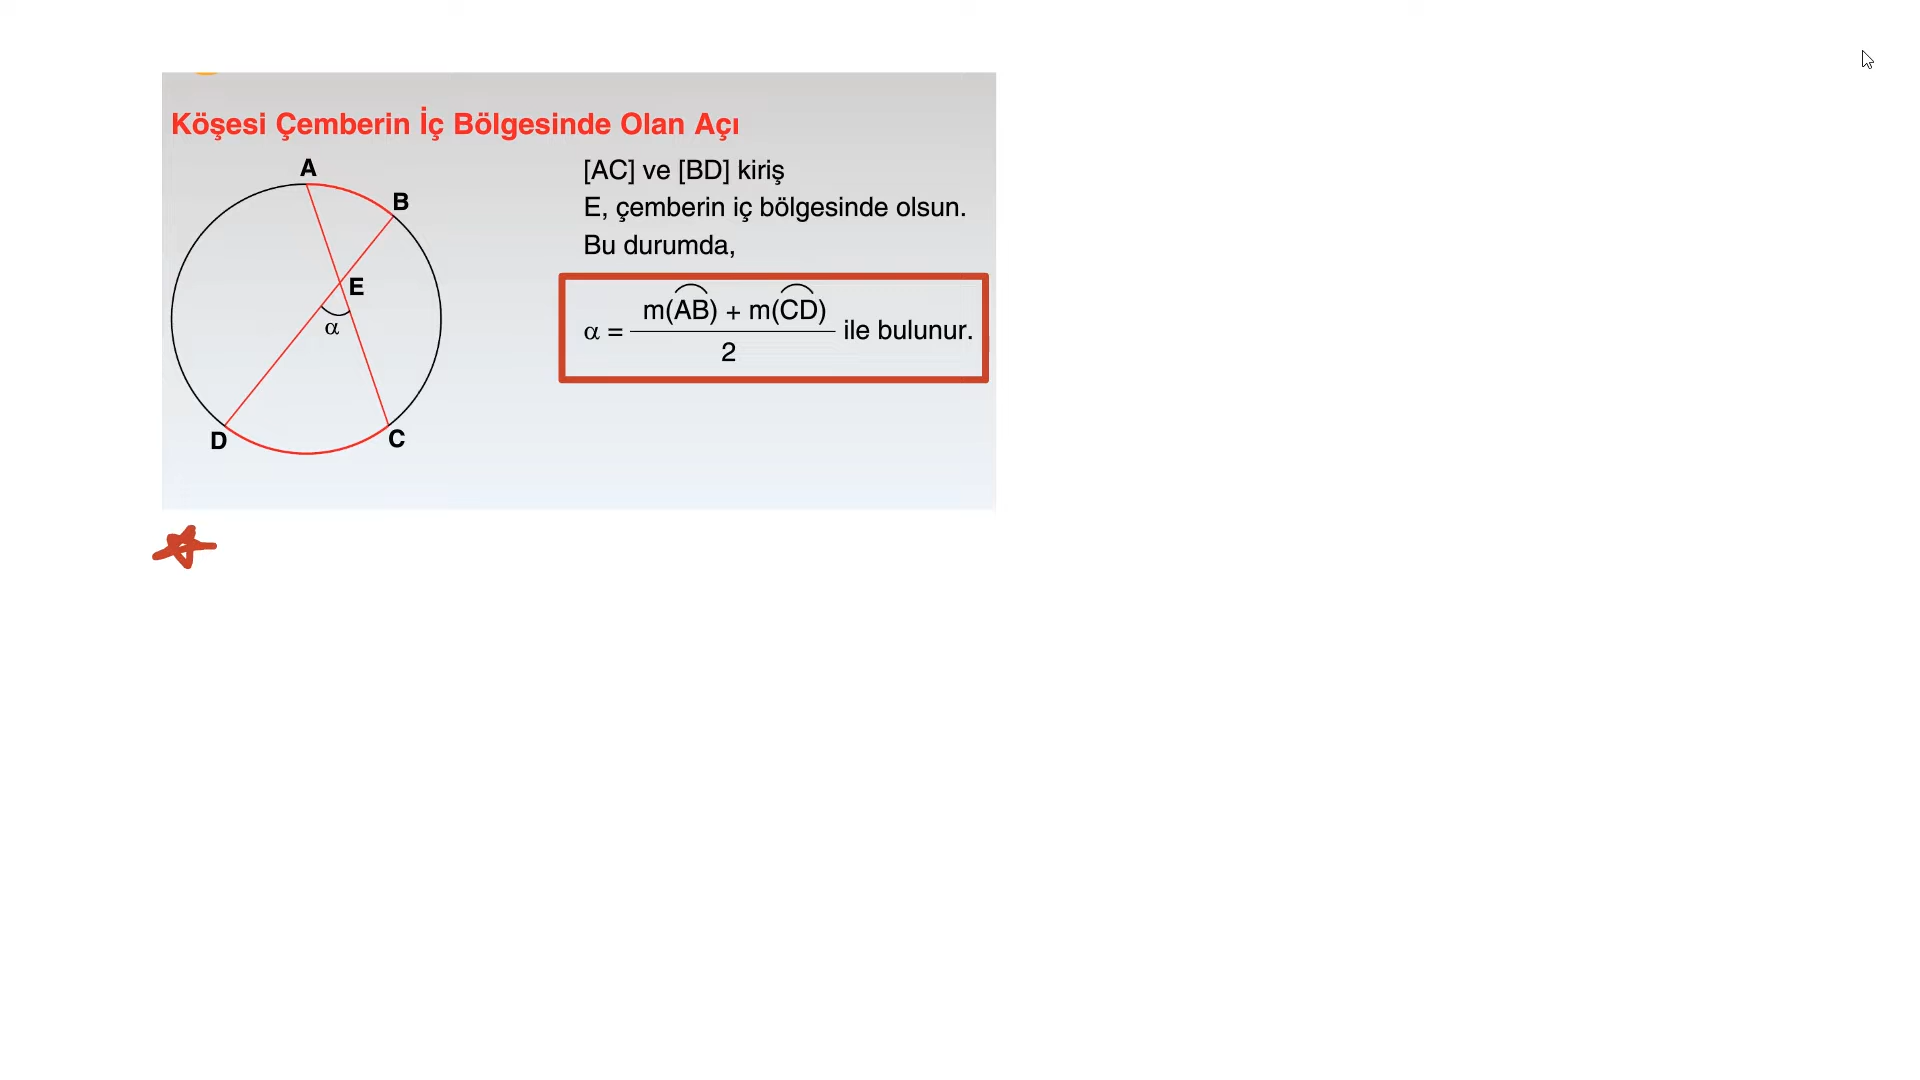 Köşesi Çemberin İç Bölgesinde Olan Açı
A
B
E
α
D
C
[AC] ve [BD] kiriş
E, çemberin iç bölgesinde olsun.
Bu durumda,
α = m(AB) + m(CD) / 2 ile bulunur.